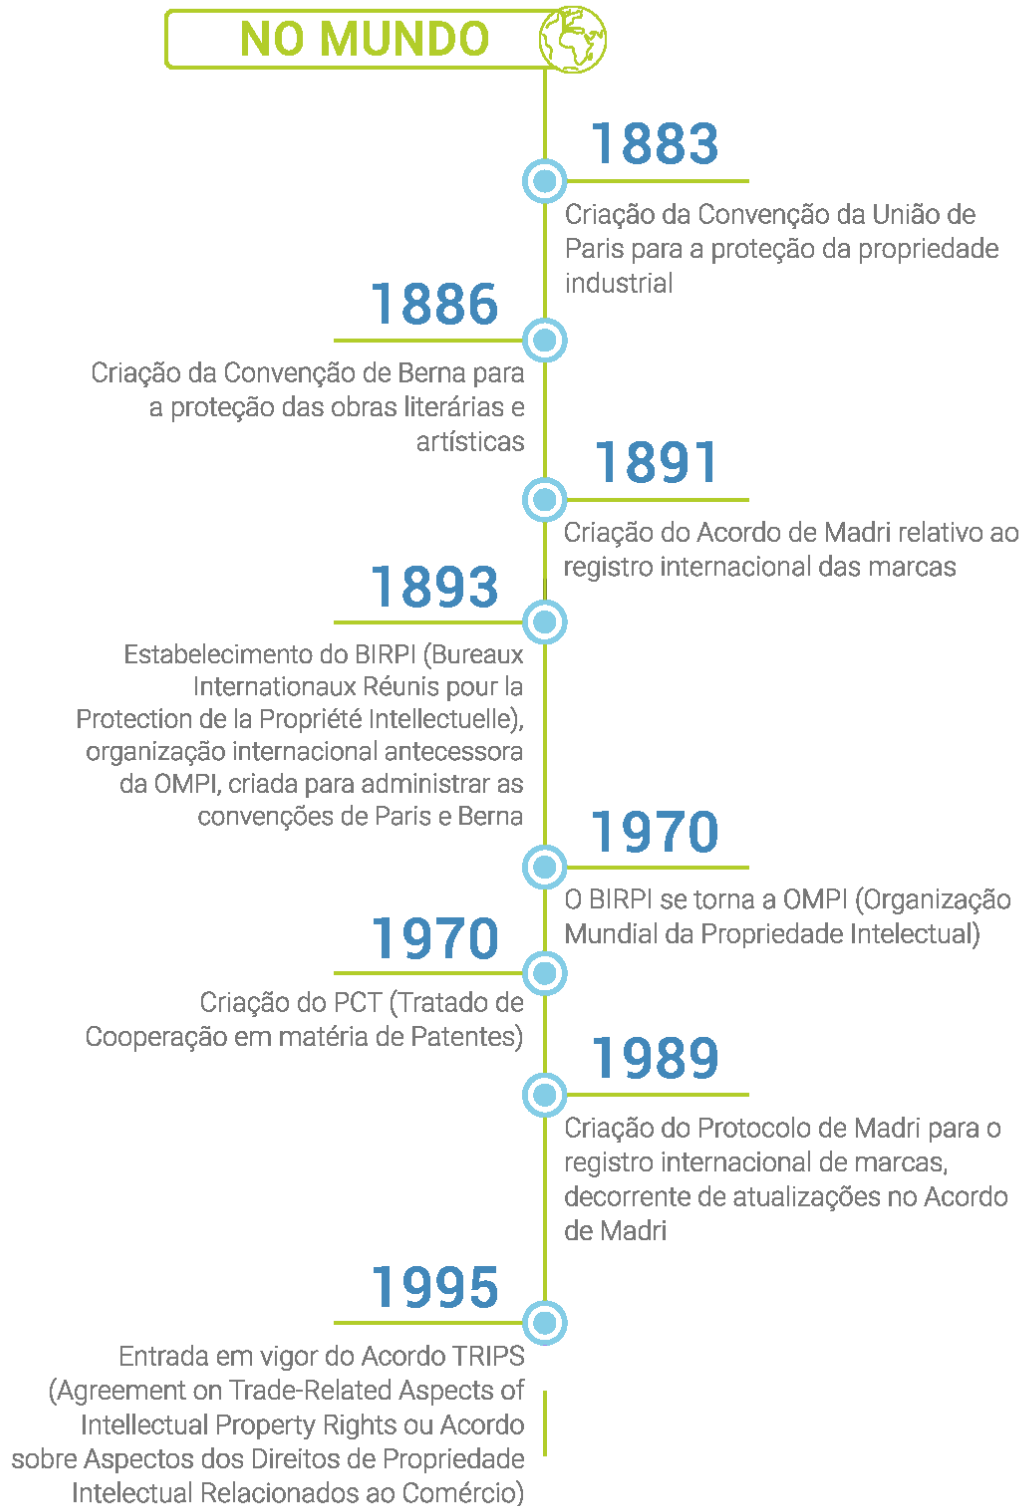 NO MUNDO
1883
Criação da Convenção da União de
Paris para a proteção da propriedade
industrial
1886
Criação da Convenção de Berna para
a proteção das obras literárias e
artísticas
1891
Criação do Acordo de Madri relativo ao
registro internacional das marcas
1893
Estabelecimento do BIRPI (Bureaux
Internationaux Réunis pour la
Protection de la Propriété Intellectuelle),
organização internacional antecessora
da OMPI, criada para administrar as
convenções de Paris e Berna
1970
O BIRPI se torna a OMPI (Organização
Mundial da Propriedade Intelectual)
1970
Criação do PCT (Tratado de
Cooperação em matéria de Patentes)
1989
Criação do Protocolo de Madri para o
registro internacional de marcas,
decorrente de atualizações no Acordo
de Madri
1995
Entrada em vigor do Acordo TRIPS
(Agreement on Trade-Related Aspects of
Intellectual Property Rights ou Acordo
sobre Aspectos dos Direitos de Propriedade
Intelectual Relacionados ao Comércio)